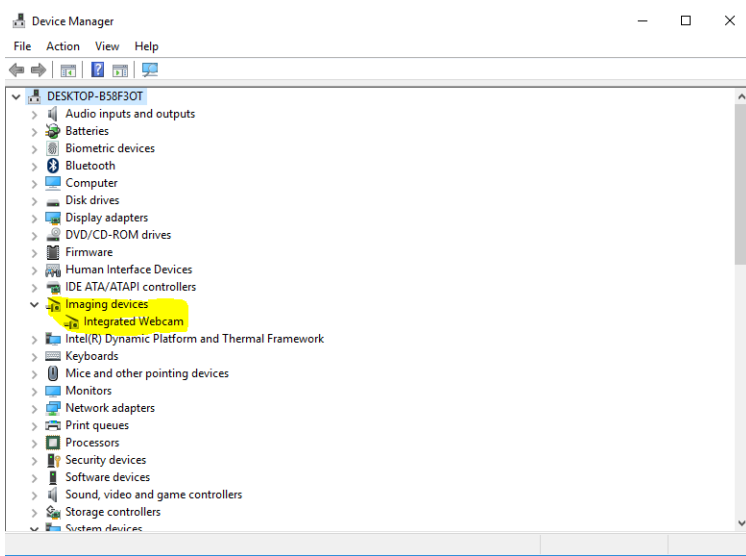 Device Manager
File Action View Help
DESKTOP-B58F3OT
Audio inputs and outputs
Batteries
Biometric devices
Bluetooth
Computer
Disk drives
Display adapters
DVD/CD-ROM drives
Firmware
Human Interface Devices
IDE ATA/ATAPI controllers
Imaging devices
Integrated Webcam
Intel(R) Dynamic Platform and Thermal Framework
Keyboards
Mice and other pointing devices
Monitors
Network adapters
Print queues
Processors
Security devices
Software devices
Sound, video and game controllers
Storage controllers
System devices